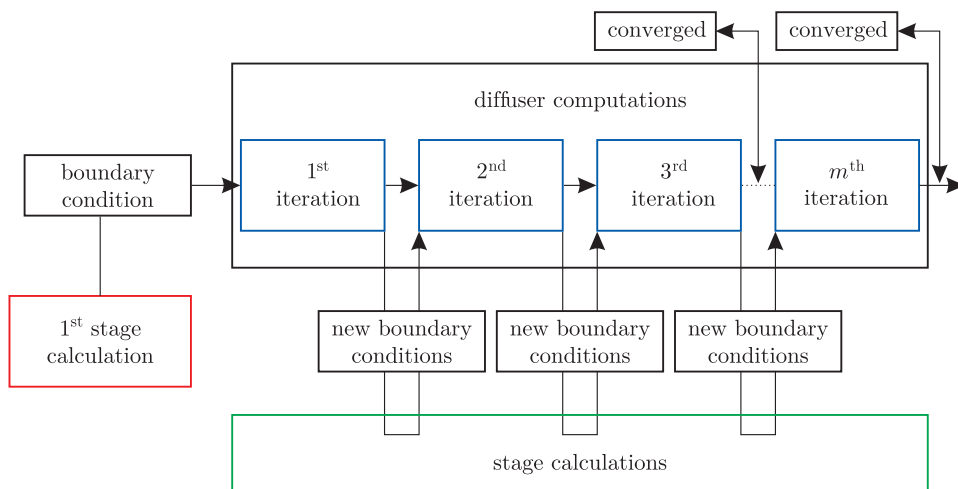 converged
converged
diffuser computations
boundary
condition
1st
iteration
2nd
iteration
3rd
iteration
mth
iteration
1st stage
calculation
new boundary
conditions
new boundary
conditions
new boundary
conditions
stage calculations